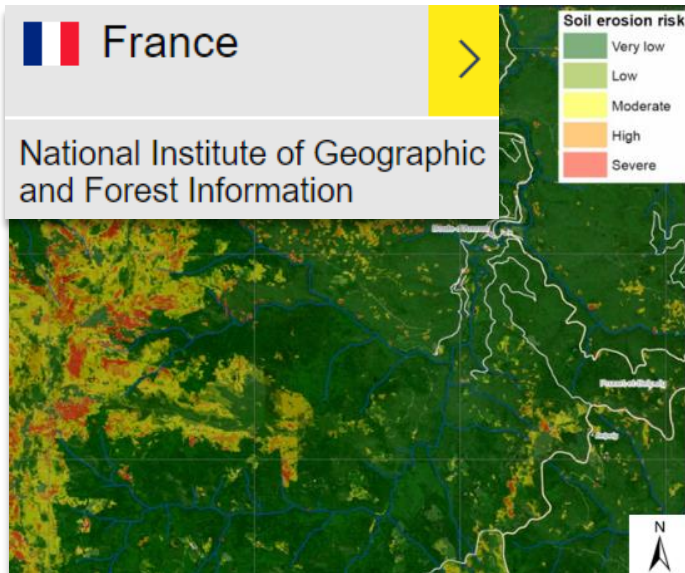 France
National Institute of Geographic
and Forest Information
Soil erosion risk
Very low
Low
Moderate
High
Severe
N